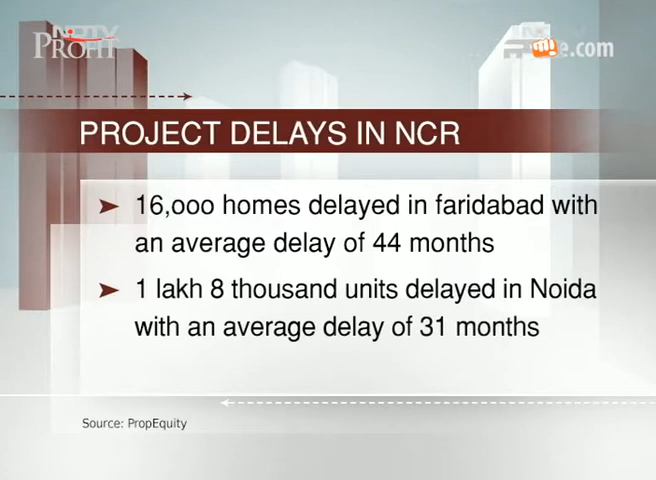 NDTV
PROFIT
e.com
PROJECT DELAYS IN NCR
16,ooo homes delayed in faridabad with
an average delay of 44 months
1 lakh 8 thousand units delayed in Noida
with an average delay of 31 months
Source: PropEquity